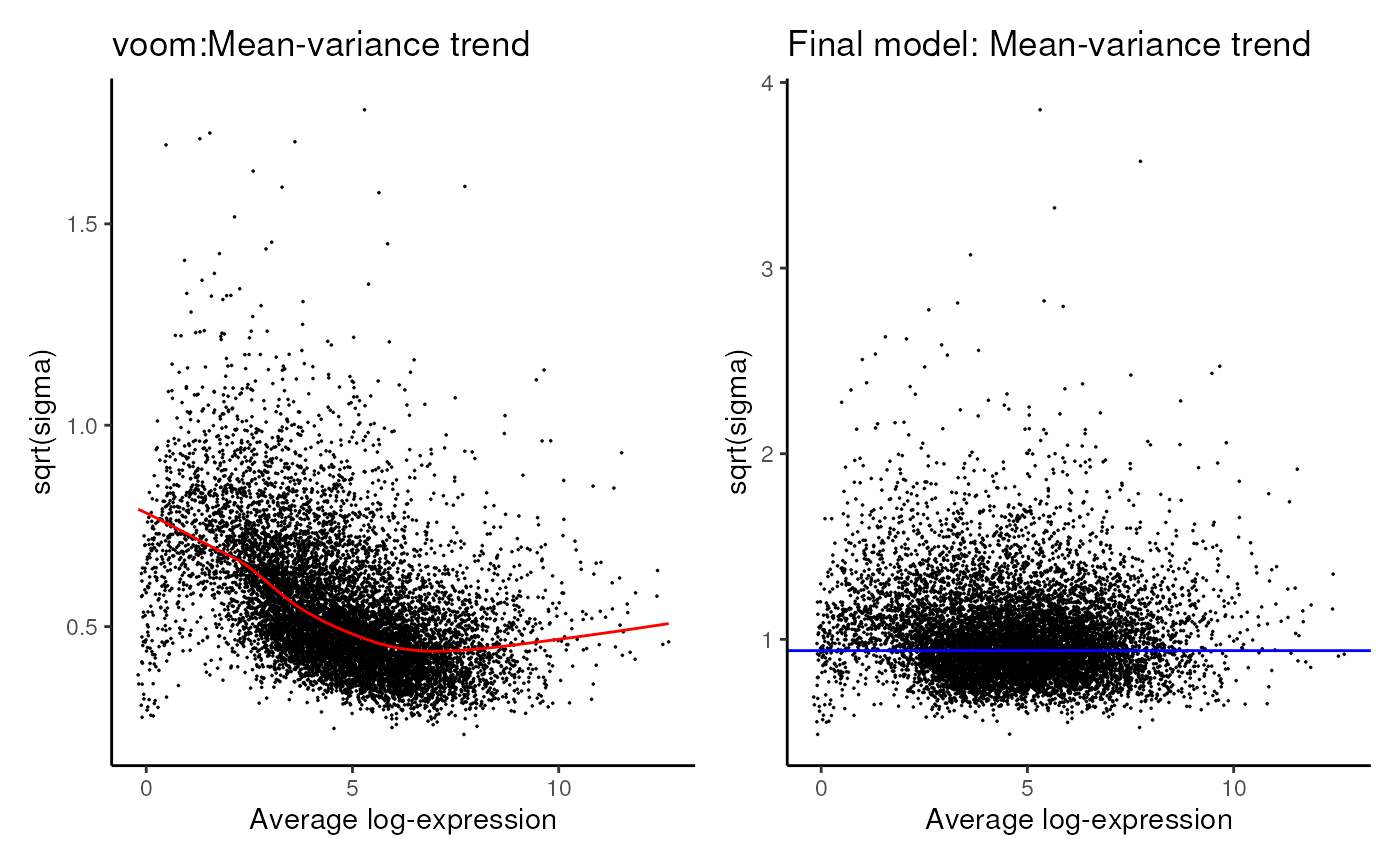 voom:Mean-variance trend
sqrt(sigma)
1.5
1.0
0.5
0
5
10
Average log-expression
Final model: Mean-variance trend
sqrt(sigma)
4
3
2
1
0
5
10
Average log-expression